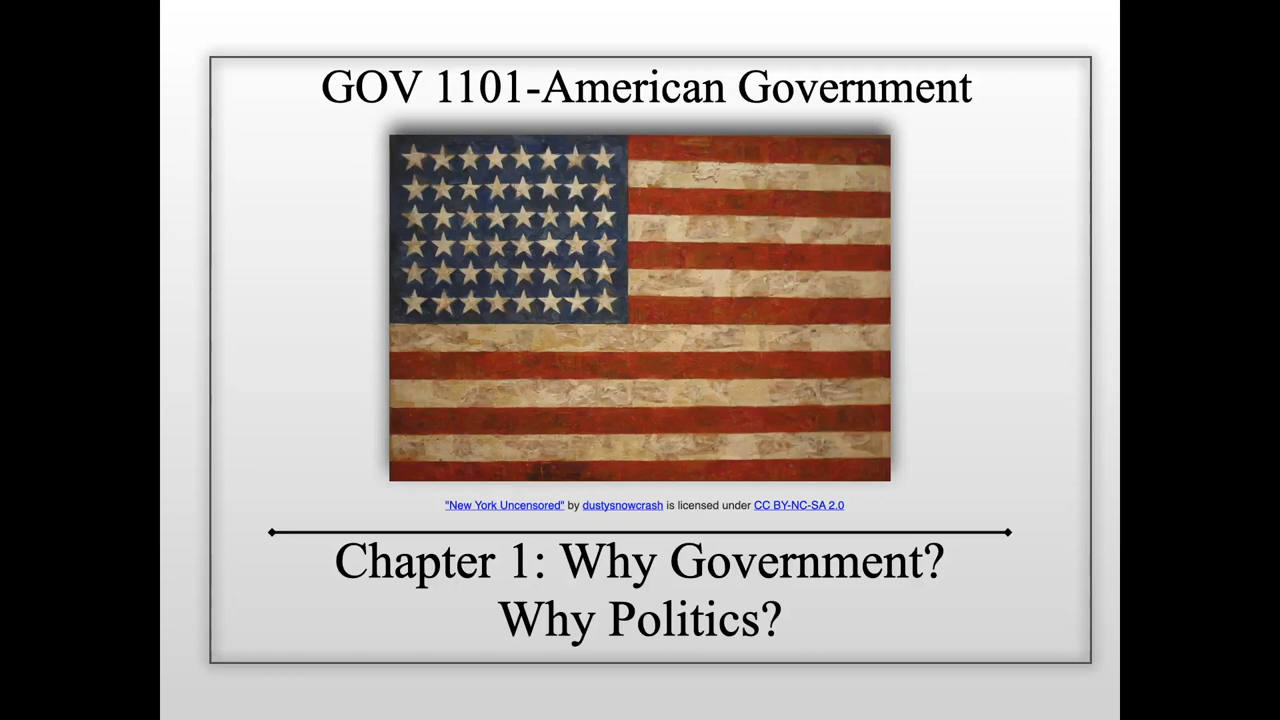 GOV 1101-American Government
"New York Uncensored" by dustysnowcrash is licensed under CC BY-NC-SA 2.0
Chapter 1: Why Government?
Why Politics?